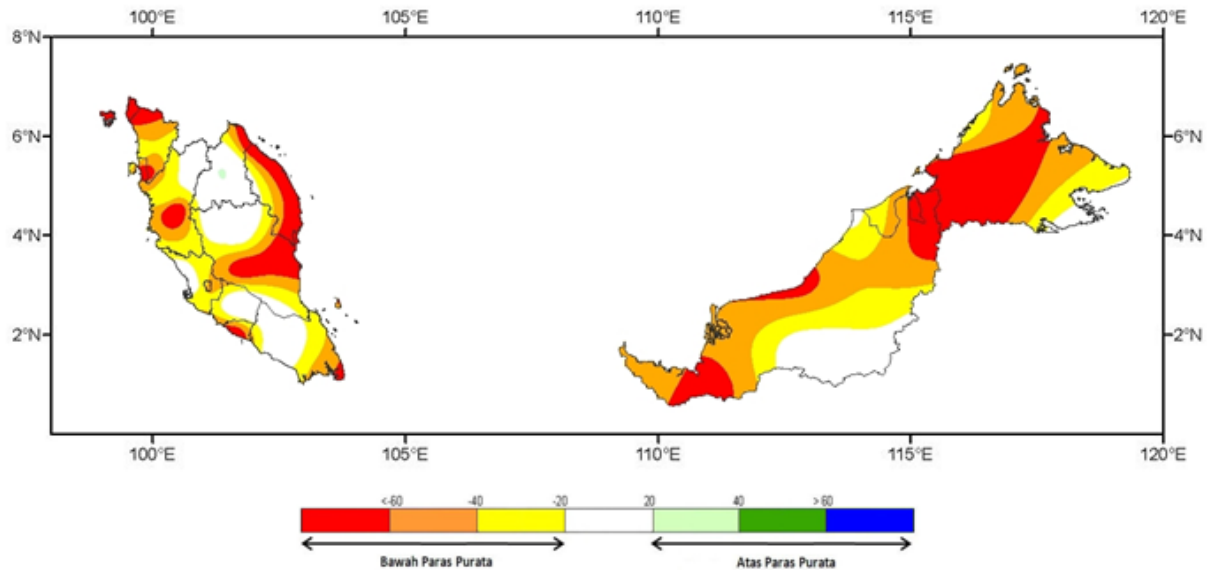 100°E 105°E 110°E 115°E 120°E
8°N
6°N 6°N
4°N 4°N
2°N 2°N
100°E 105°E 110°E 115°E 120°E
<-60 -40 -20 20 40 > 60
Bawah Paras Purata Atas Paras Purata